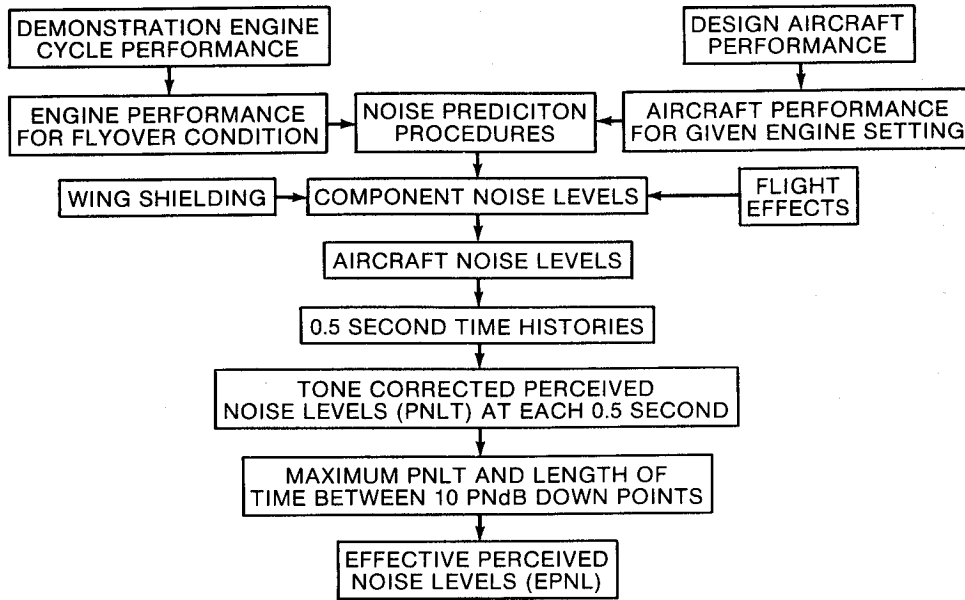 DEMONSTRATION ENGINE
CYCLE PERFORMANCE
DESIGN AIRCRAFT
PERFORMANCE
ENGINE PERFORMANCE
FOR FLYOVER CONDITION
NOISE PREDICITON
PROCEDURES
AIRCRAFT PERFORMANCE
FOR GIVEN ENGINE SETTING
WING SHIELDING
COMPONENT NOISE LEVELS
FLIGHT
EFFECTS
AIRCRAFT NOISE LEVELS
0.5 SECOND TIME HISTORIES
TONE CORRECTED PERCEIVED
NOISE LEVELS (PNLT) AT EACH 0.5 SECOND
MAXIMUM PNLT AND LENGTH OF
TIME BETWEEN 10 PNdB DOWN POINTS
EFFECTIVE PERCEIVED
NOISE LEVELS (EPNL)